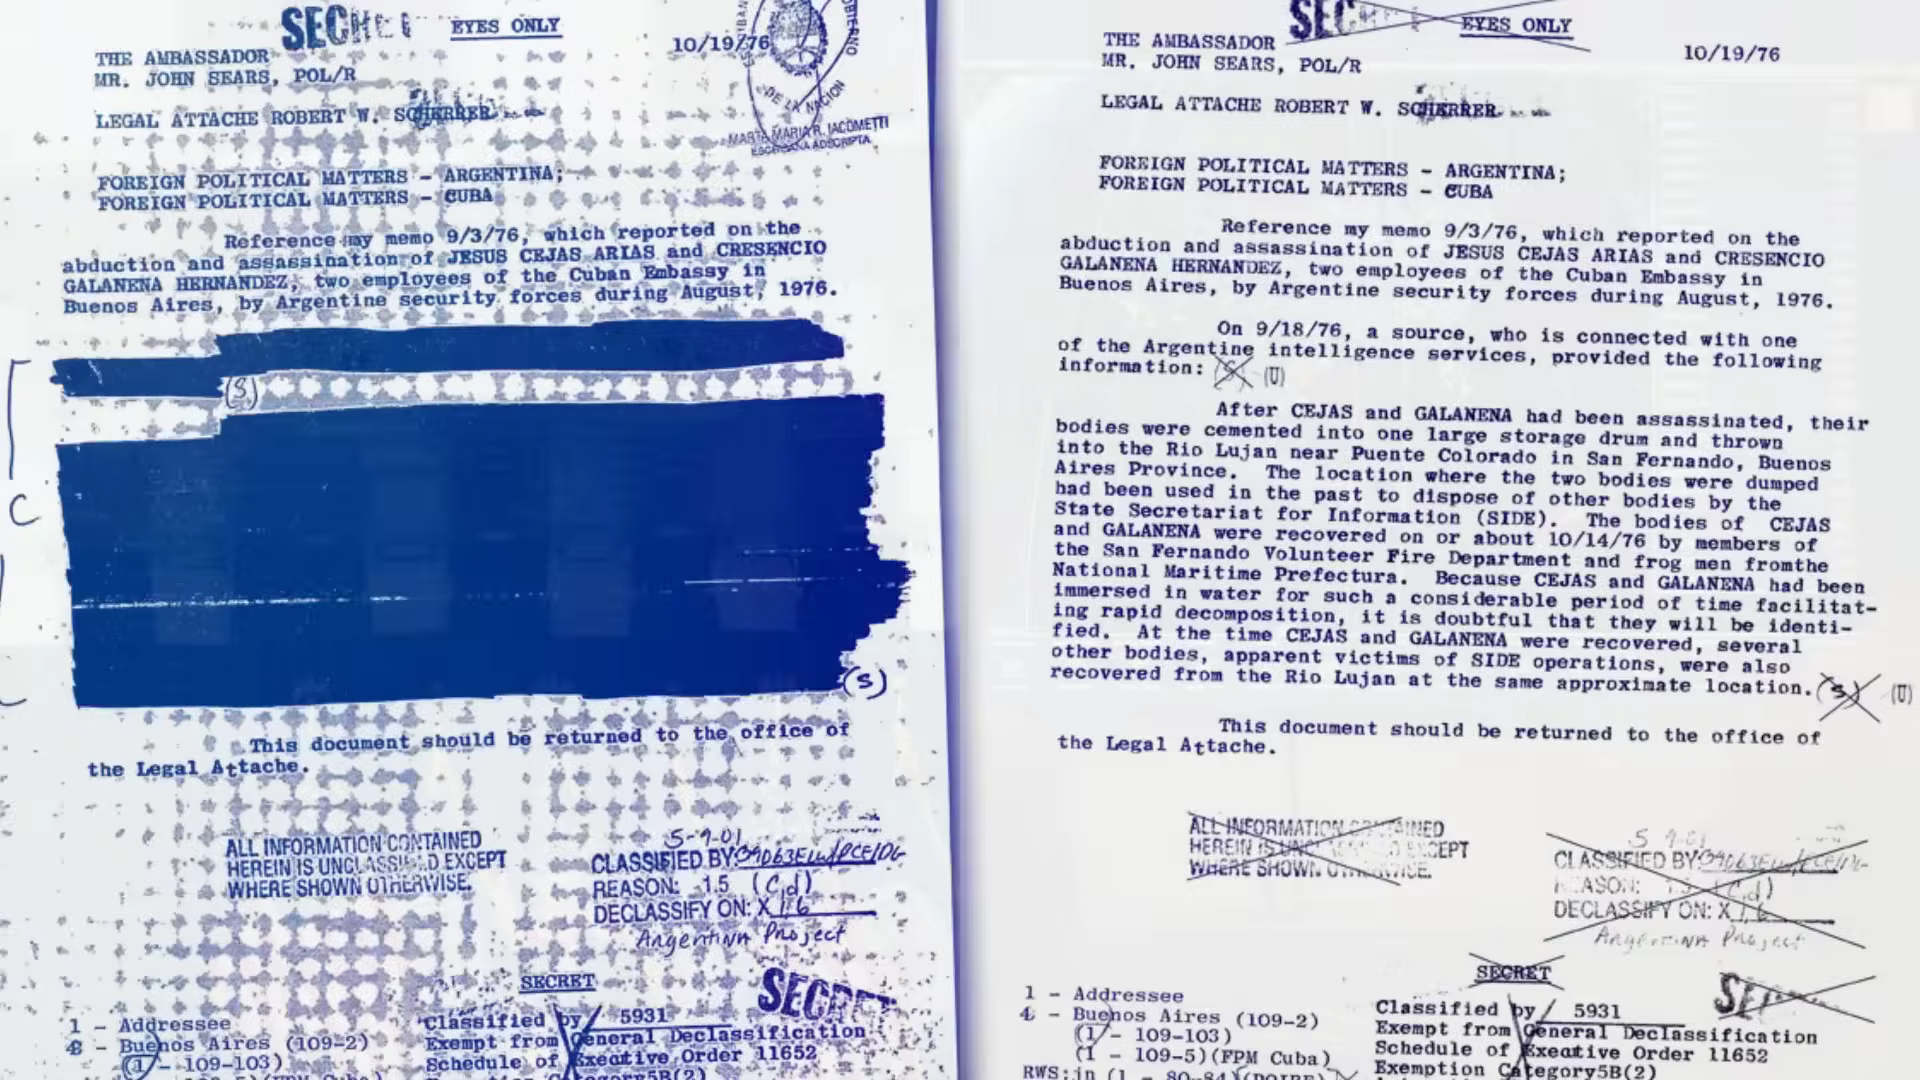 SECRET EYES ONLY
10/19/76
THE AMBASSADOR
MR. JOHN SEARS, POL/R
LEGAL ATTACHE ROBERT W. SCHERRER
DE LA NACION
MARTA MARIA R. IACOMETTI
ESCRIBANA ADSCRIPTA
FOREIGN POLITICAL MATTERS - ARGENTINA;
FOREIGN POLITICAL MATTERS - CUBA
Reference my memo 9/3/76, which reported on the
abduction and assassination of JESUS CEJAS ARIAS and CRESENCIO
GALANENA HERNANDEZ, two employees of the Cuban Embassy in
Buenos Aires, by Argentine security forces during August, 1976.
(S)
C
(S)
This document should be returned to the office of
the Legal Attache.
ALL INFORMATION CONTAINED
HEREIN IS UNCLASSIFIED EXCEPT
WHERE SHOWN OTHERWISE.
5-9-01
CLASSIFIED BY
REASON: 1.5 (C,d)
DECLASSIFY ON: X 1,6
Argentina Project
SECRET
SECRET
1 - Addressee
- Buenos Aires (109-2)
(1 - 109-103)
Classified by 5931
Exempt from General Declassification
Schedule of Executive Order 11652
SEC EYES ONLY
10/19/76
THE AMBASSADOR
MR. JOHN SEARS, POL/R
LEGAL ATTACHE ROBERT W. SCHERRER
FOREIGN POLITICAL MATTERS - ARGENTINA;
FOREIGN POLITICAL MATTERS - CUBA
Reference my memo 9/3/76, which reported on the
abduction and assassination of JESUS CEJAS ARIAS and CRESENCIO
GALANENA HERNANDEZ, two employees of the Cuban Embassy in
Buenos Aires, by Argentine security forces during August, 1976.
On 9/18/76, a source, who is connected with one
of the Argentine intelligence services, provided the following
information: (S) (U)
After CEJAS and GALANENA had been assassinated, their
bodies were cemented into one large storage drum and thrown
into the Rio Lujan near Puente Colorado in San Fernando, Buenos
Aires Province. The location where the two bodies were dumped
had been used in the past to dispose of other bodies by the
State Secretariat for Information (SIDE). The bodies of CEJAS
and GALANENA were recovered on or about 10/14/76 by members of
the San Fernando Volunteer Fire Department and frog men fromthe
National Maritime Prefectura. Because CEJAS and GALANENA had been
immersed in water for such a considerable period of time facilitat-
ing rapid decomposition, it is doubtful that they will be identi-
fied. At the time CEJAS and GALANENA were recovered, several
other bodies, apparent victims of SIDE operations, were also
recovered from the Rio Lujan at the same approximate location. (S). (U)
This document should be returned to the office of
the Legal Attache.
ALL INFORMATION CONTAINED
HEREIN IS EXCEPT
WHERE SHOWN OTHERWISE.
5 9-01
CLASSIFIED BY
REASON:
DECLASSIFY ON: X 1,6
Argentina Project
SECRET
1 - Addressee
- Buenos Aires (109-2)
(1 - 109-103)
(1 - 109-5)(FPM Cuba)
Classified by 5931
Exempt from General Declassification
Schedule of Executive Order 11652
Exemption Category5B(2)